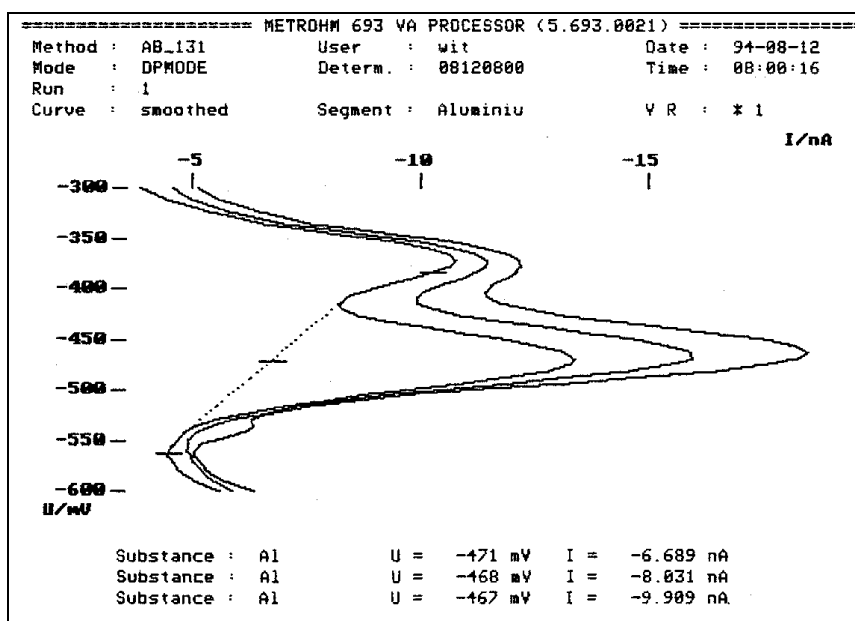 ==================== METROHM 693 VA PROCESSOR (5.693.0021) ====================
Method : AB_131 User : wit Date : 94-08-12
Mode : DPMODE Determ. : 08120800 Time : 08:00:16
Run : 1
Curve : smoothed Segment : Aluminiu Y R : * 1
I/nA
-5 -10 -15
-300
-350
-400
-450
-500
-550
-600
U/mV
Substance : Al U = -471 mV I = -6.689 nA
Substance : Al U = -468 mV I = -8.031 nA
Substance : Al U = -467 mV I = -9.909 nA